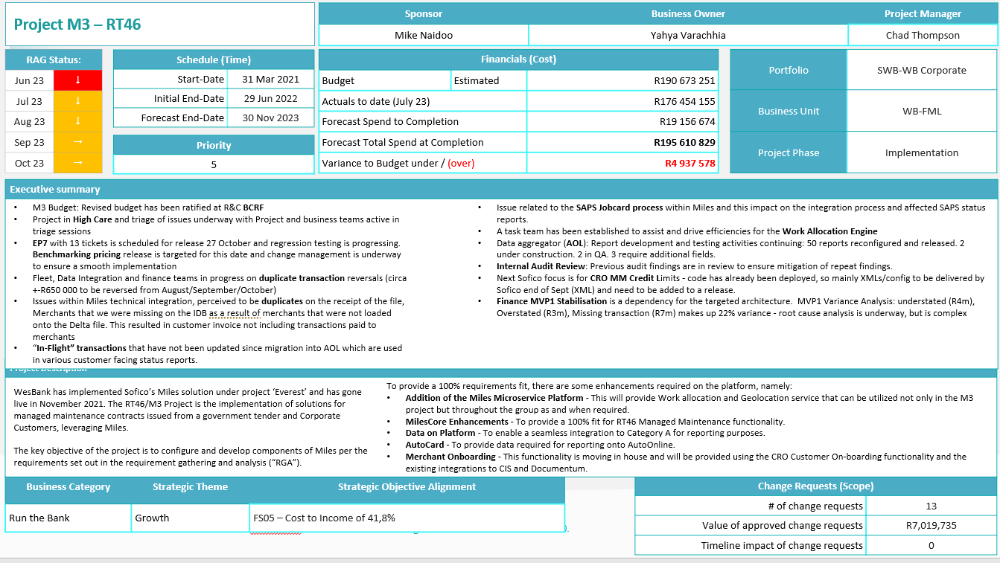 Project M3 – RT46
Sponsor
Business Owner
Project Manager
Mike Naidoo
Yahya Varachhia
Chad Thompson
RAG Status:
Jun 23 ↓
Jul 23 ↓
Aug 23 ↓
Sep 23 →
Oct 23 →
Schedule (Time)
Start-Date 31 Mar 2021
Initial End-Date 29 Jun 2022
Forecast End-Date 30 Nov 2023
Priority
5
Financials (Cost)
Budget Estimated R190 673 251
Actuals to date (July 23) R176 454 155
Forecast Spend to Completion R19 156 674
Forecast Total Spend at Completion R195 610 829
Variance to Budget under / (over) R4 937 578
Portfolio SWB-WB Corporate
Business Unit WB-FML
Project Phase Implementation
Executive summary
• M3 Budget: Revised budget has been ratified at R&C BCRF
• Project in High Care and triage of issues underway with Project and business teams active in
triage sessions
• EP7 with 13 tickets is scheduled for release 27 October and regression testing is progressing.
Benchmarking pricing release is targeted for this date and change management is underway
to ensure a smooth implementation
• Fleet, Data Integration and finance teams in progress on duplicate transaction reversals (circa
+-R650 000 to be reversed from August/September/October)
• Issues within Miles technical integration, perceived to be duplicates on the receipt of the file,
Merchants that we were missing on the IDB as a result of merchants that were not loaded
onto the Delta file. This resulted in customer invoice not including transactions paid to
merchants
• “In-Flight” transactions that have not been updated since migration into AOL which are used
in various customer facing status reports.
• Issue related to the SAPS Jobcard process within Miles and this impact on the integration process and affected SAPS status
reports.
• A task team has been established to assist and drive efficiencies for the Work Allocation Engine
• Data aggregator (AOL): Report development and testing activities continuing: 50 reports reconfigured and released. 2
under construction. 2 in QA. 3 require additional fields.
• Internal Audit Review: Previous audit findings are in review to ensure mitigation of repeat findings.
• Next Sofico focus is for CRO MM Credit Limits - code has already been deployed, so mainly XMLs/config to be delivered by
Sofico end of Sept (XML) and need to be added to a release.
• Finance MVP1 Stabilisation is a dependency for the targeted architecture.  MVP1 Variance Analysis: understated (R4m),
Overstated (R3m), Missing transaction (R7m) makes up 22% variance - root cause analysis is underway, but is complex
Project Description
WesBank has implemented Sofico’s Miles solution under project ‘Everest’ and has gone
live in November 2021. The RT46/M3 Project is the implementation of solutions for
managed maintenance contracts issued from a government tender and Corporate
Customers, leveraging Miles.
The key objective of the project is to configure and develop components of Miles per the
requirements set out in the requirement gathering and analysis (“RGA”).
To provide a 100% requirements fit, there are some enhancements required on the platform, namely:
• Addition of the Miles Microservice Platform - This will provide Work allocation and Geolocation service that can be utilized not only in the M3
project but throughout the group as and when required.
• MilesCore Enhancements - To provide a 100% fit for RT46 Managed Maintenance functionality.
• Data on Platform - To enable a seamless integration to Category A for reporting purposes.
• AutoCard - To provide data required for reporting onto AutoOnline.
• Merchant Onboarding - This functionality is moving in house and will be provided using the CRO Customer On-boarding functionality and the
existing integrations to CIS and Documentum.
Business Category
Strategic Theme
Strategic Objective Alignment
Run the Bank
Growth
FS05 – Cost to Income of 41,8%
Change Requests (Scope)
# of change requests 13
Value of approved change requests R7,019,735
Timeline impact of change requests 0